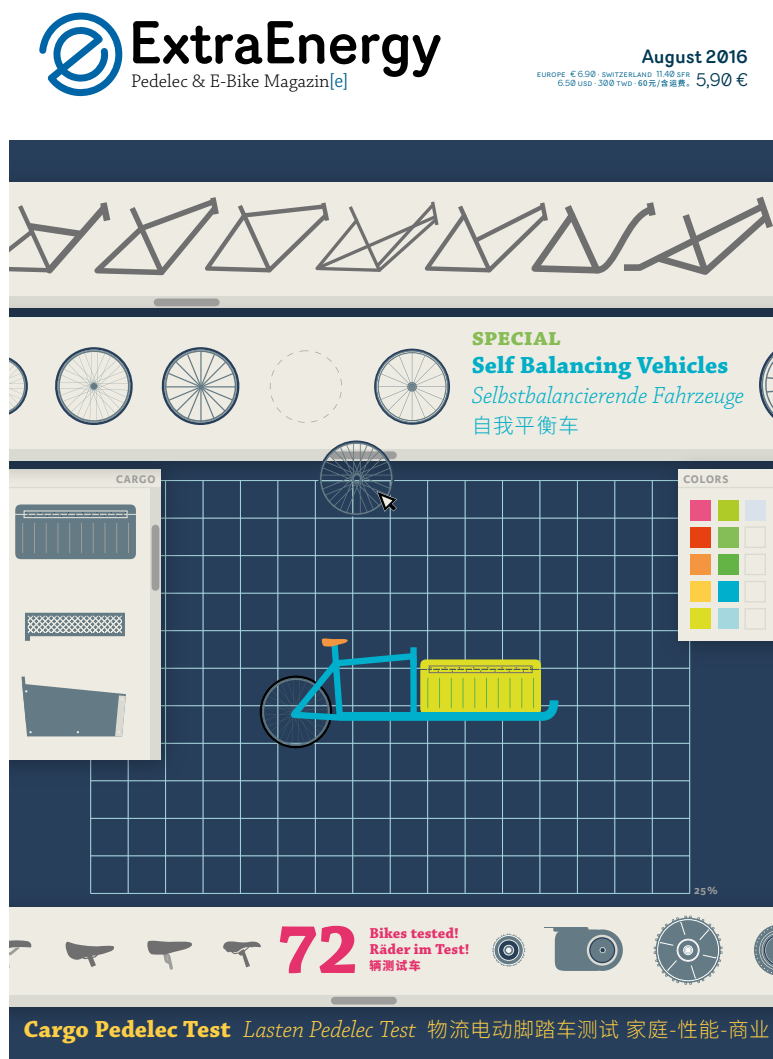 ExtraEnergy
Pedelec & E-Bike Magazin[e]
August 2016
EUROPE €6.90 · SWITZERLAND 11.40 SFR
6.50 USD · 300 TWD · 60元/含运费。 5,90 €
SPECIAL
Self Balancing Vehicles
Selbstbalancierende Fahrzeuge
自我平衡车
CARGO
COLORS
25%
72
Bikes tested!
Räder im Test!
辆测试车
Cargo Pedelec Test Lasten Pedelec Test 物流电动脚踏车测试 家庭-性能-商业